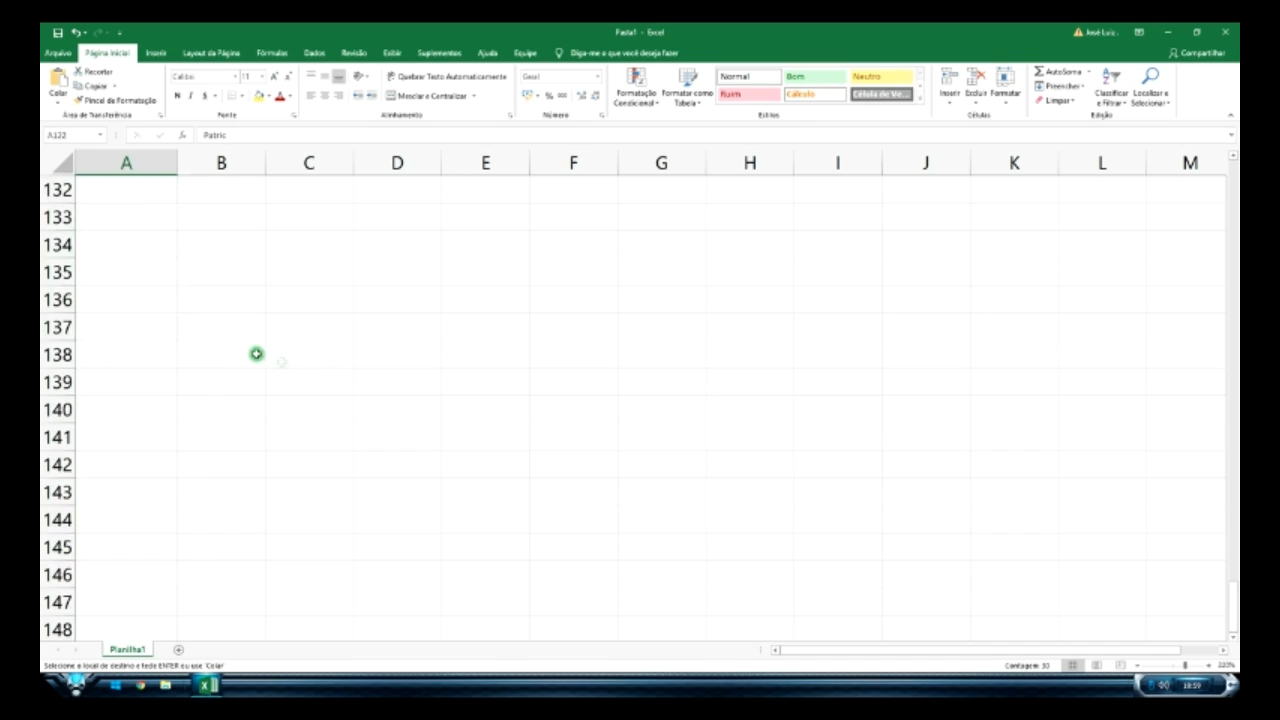 Pasta1 - Excel
José Luiz .
Arquivo Página Inicial Inserir Layout da Página Fórmulas Dados Revisão Exibir Suplementos Ajuda Equipe Diga-me o que você deseja fazer Compartilhar
Colar
Recortar
Copiar
Pincel de Formatação
Área de Transferência
Calibri 11
N I S
Fonte
Quebrar Texto Automaticamente
Mesclar e Centralizar
Alinhamento
Geral
% 000
Número
Formatação Condicional
Formatar como Tabela
Normal Bom Neutro
Ruim Cálculo Célula de Ve...
Estilos
Inserir Excluir Formatar
Células
AutoSoma
Preencher
Limpar
Classificar e Filtrar
Localizar e Selecionar
Edição
A122 fx Patric
A B C D E F G H I J K L M
132
133
134
135
136
137
138
139
140
141
142
143
144
145
146
147
148
Planilha1
Selecione o local de destino e tecle ENTER ou use 'Colar'
Contagem 30
220%
18:59